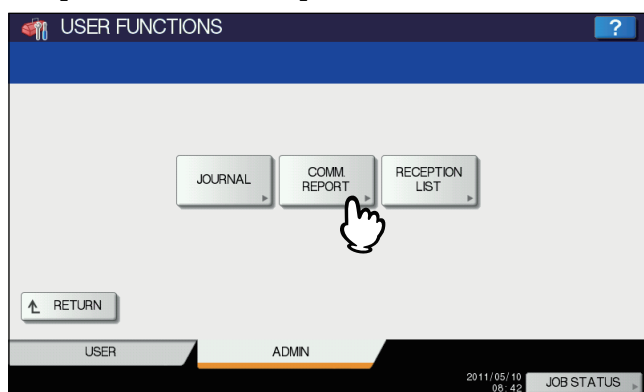 USER FUNCTIONS
?
JOURNAL
COMM.
REPORT
RECEPTION
LIST
RETURN
USER
ADMIN
2011/05/10
08:42
JOB STATUS